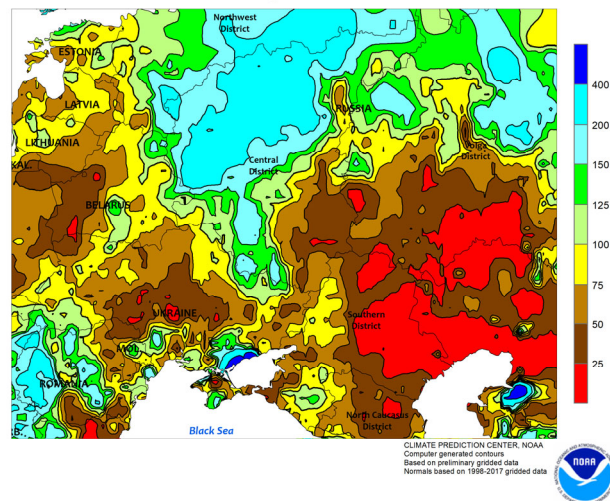 Northwest
District
ESTONIA
LATVIA
RUSSIA
LITHUANIA
Volga
District
Central
District
KAL.
BELARUS
UKRAINE
Southern
District
MOL.
ROMANIA
North Caucasus
District
Black Sea
400
200
125
100
75
50
25
CLIMATE PREDICTION CENTER, NOAA
Computer generated contours
Based on preliminary gridded data
Normals based on 1998-2017 gridded data
NOAA